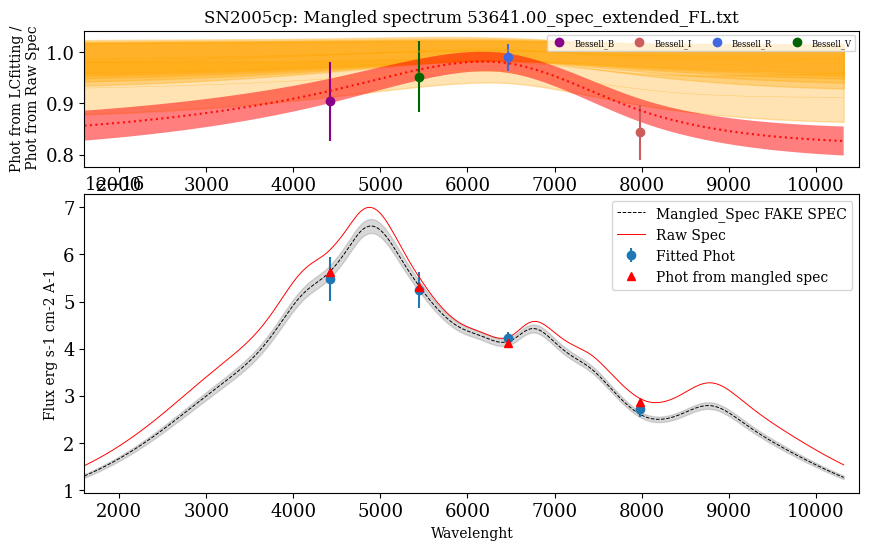 SN2005cp: Mangled spectrum 53641.00_spec_extended_FL.txt
Phot from LCfitting /
Phot from Raw Spec
1.0
0.9
0.8
Bessell_B
Bessell_I
Bessell_R
Bessell_V
2000 3000 4000 5000 6000 7000 8000 9000 10000
1e−16
Flux erg s-1 cm-2 A-1
7
6
5
4
3
2
1
Mangled_Spec FAKE SPEC
Raw Spec
Fitted Phot
Phot from mangled spec
2000 3000 4000 5000 6000 7000 8000 9000 10000
Wavelenght